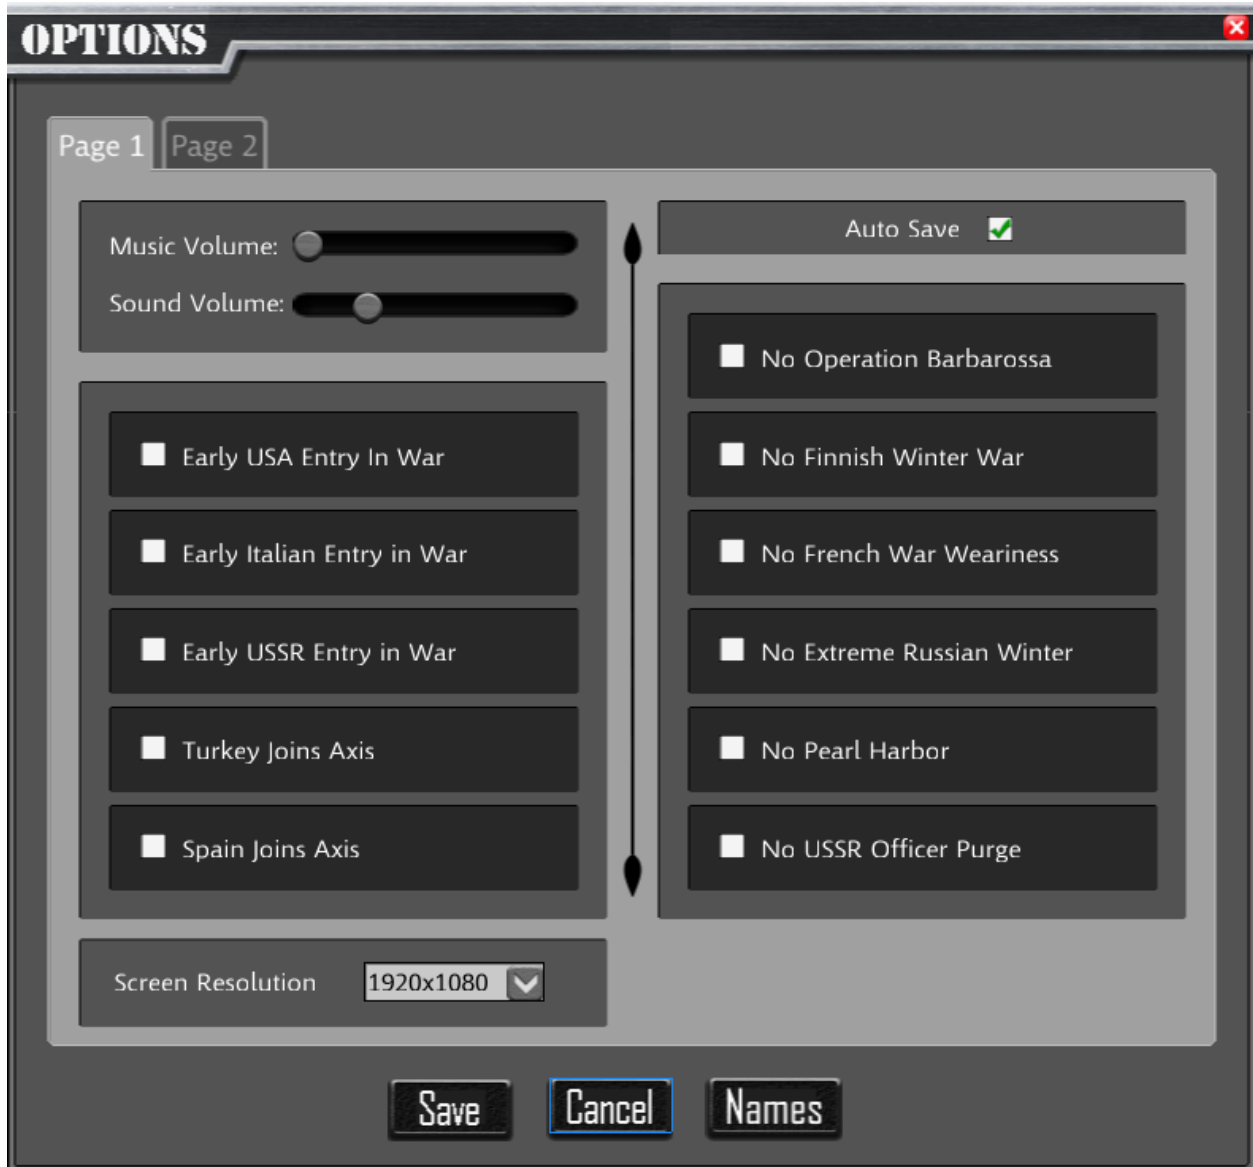 OPTIONS
Page 1
Page 2
Music Volume:
Sound Volume:
Early USA Entry In War
Early Italian Entry in War
Early USSR Entry in War
Turkey Joins Axis
Spain Joins Axis
Screen Resolution
1920x1080
Auto Save
No Operation Barbarossa
No Finnish Winter War
No French War Weariness
No Extreme Russian Winter
No Pearl Harbor
No USSR Officer Purge
Save
Cancel
Names